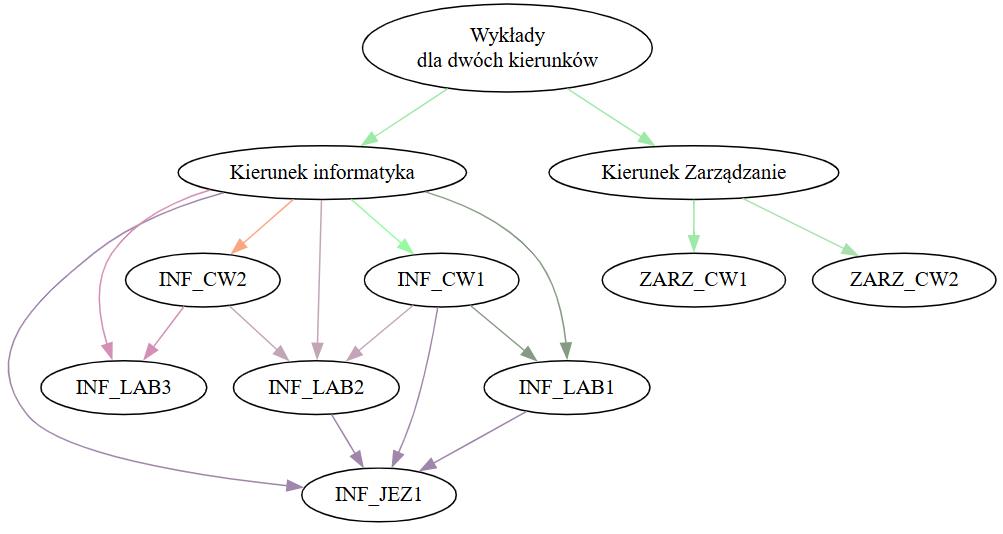 Wykłady
dla dwóch kierunków
Kierunek informatyka
Kierunek Zarządzanie
INF_CW2
INF_CW1
ZARZ_CW1
ZARZ_CW2
INF_LAB3
INF_LAB2
INF_LAB1
INF_JEZ1